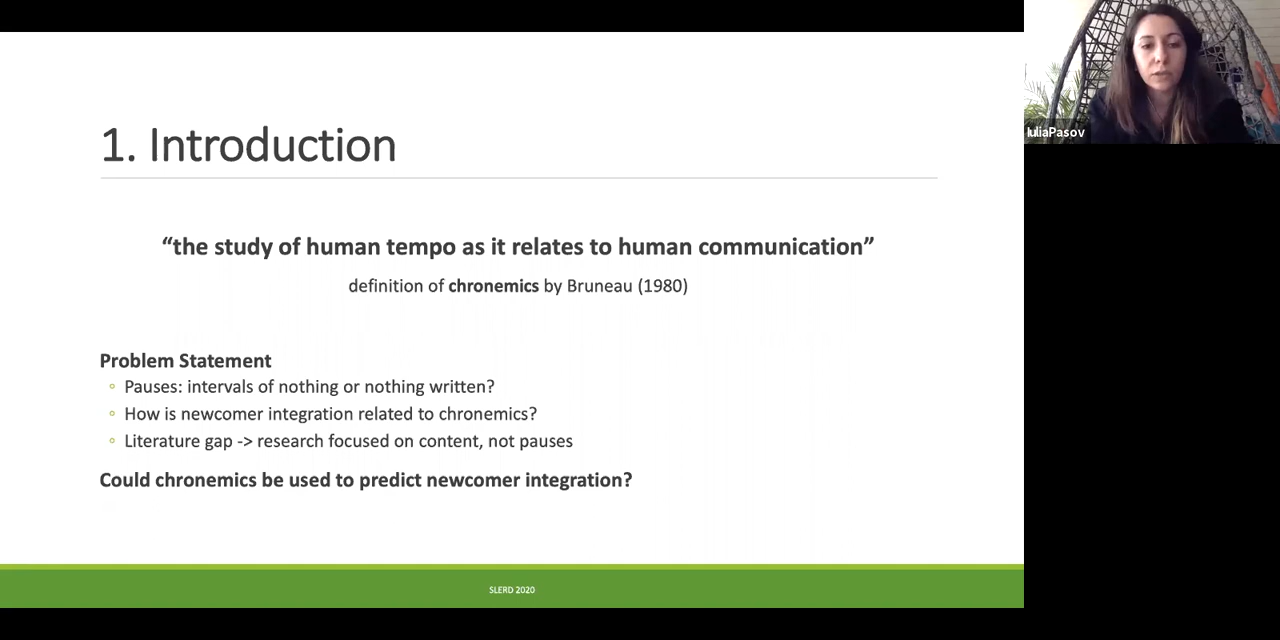 1. Introduction
“the study of human tempo as it relates to human communication”
definition of chronemics by Bruneau (1980)
Problem Statement
◦ Pauses: intervals of nothing or nothing written?
◦ How is newcomer integration related to chronemics?
◦ Literature gap -> research focused on content, not pauses
Could chronemics be used to predict newcomer integration?
SLERD 2020
IuliaPasov